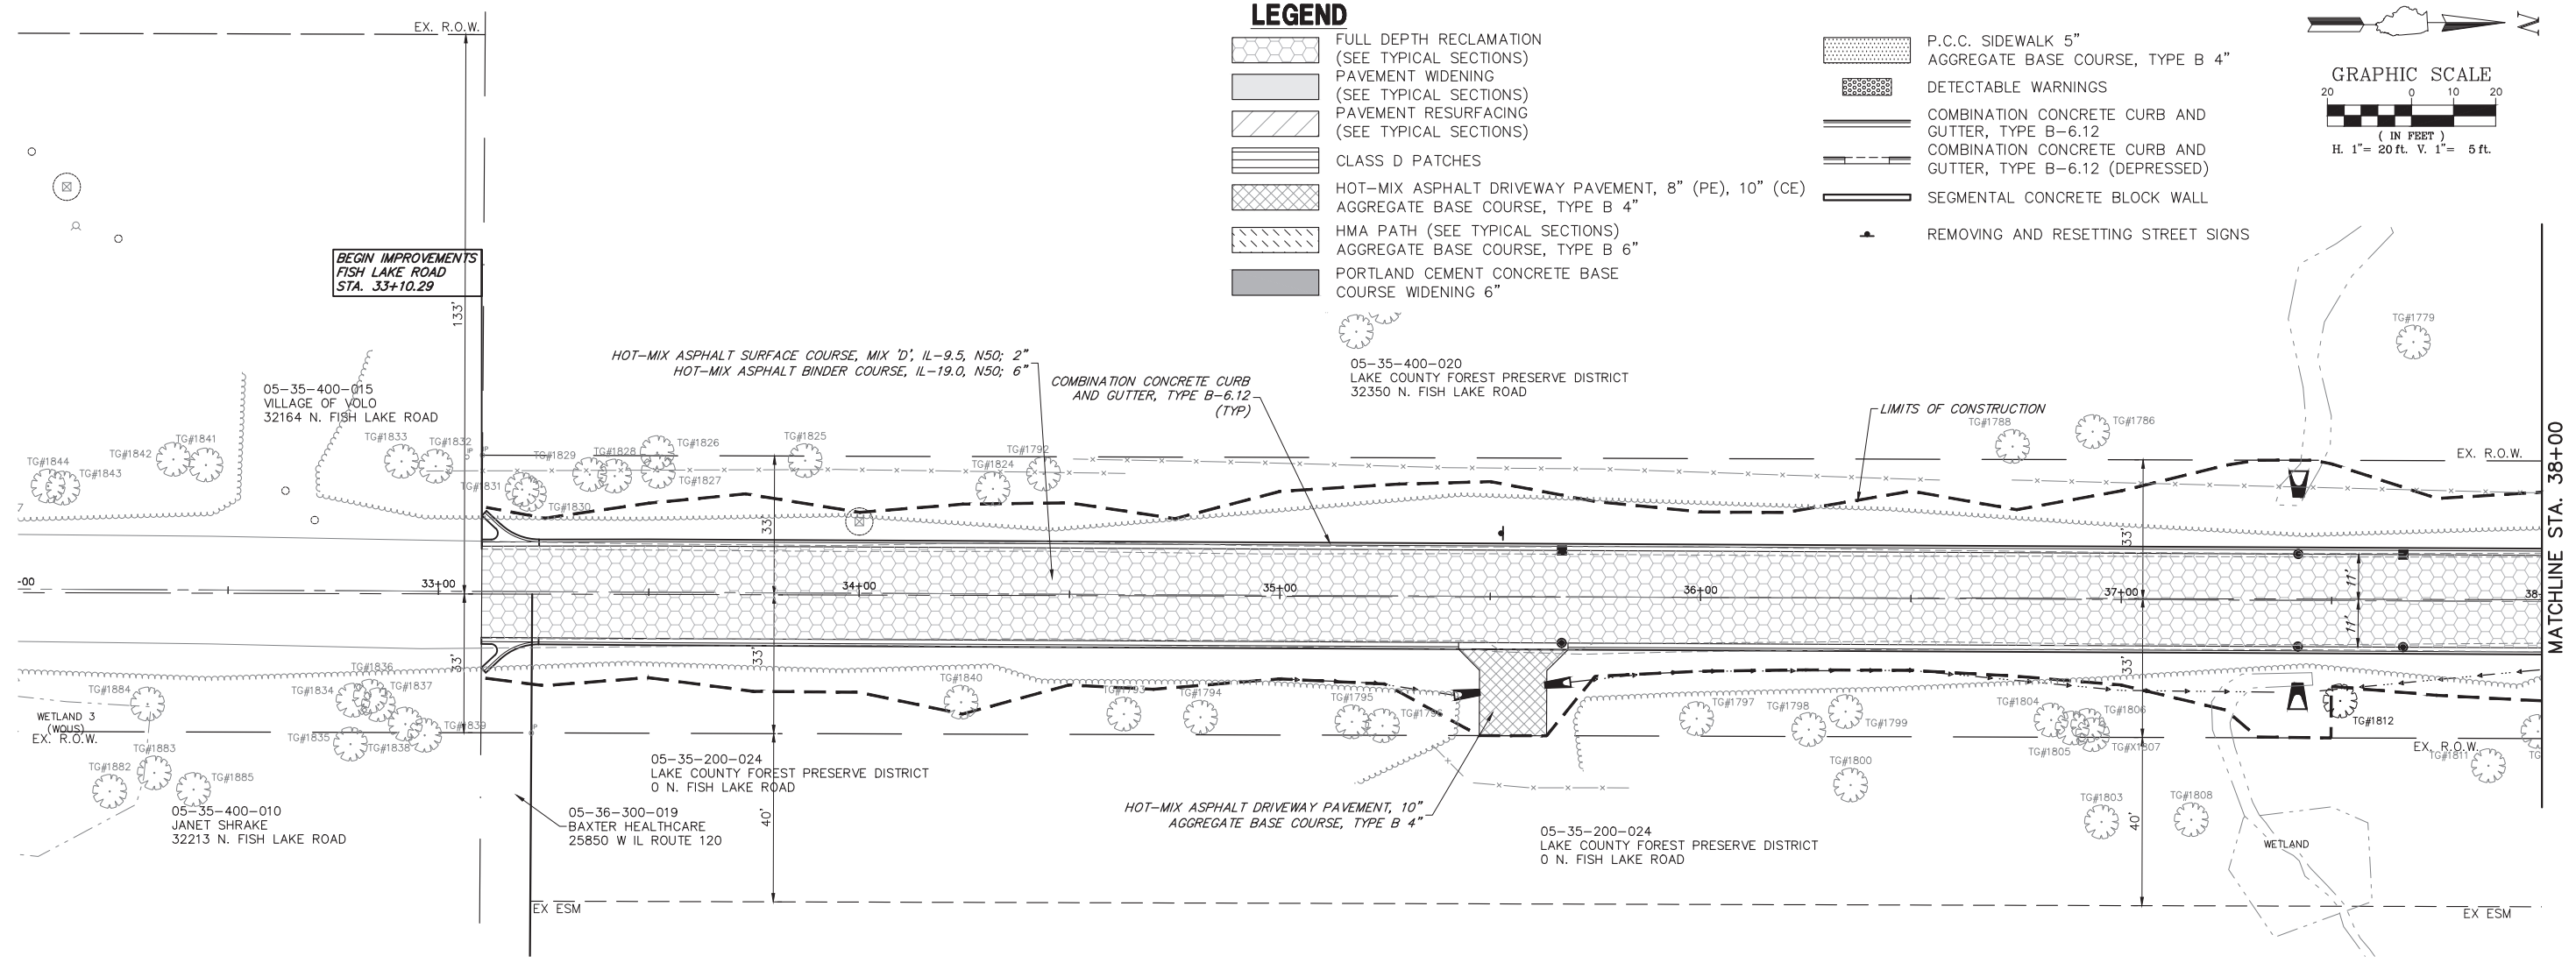 LEGEND
FULL DEPTH RECLAMATION
(SEE TYPICAL SECTIONS)
PAVEMENT WIDENING
(SEE TYPICAL SECTIONS)
PAVEMENT RESURFACING
(SEE TYPICAL SECTIONS)
CLASS D PATCHES
HOT-MIX ASPHALT DRIVEWAY PAVEMENT, 8" (PE), 10" (CE)
AGGREGATE BASE COURSE, TYPE B 4"
HMA PATH (SEE TYPICAL SECTIONS)
AGGREGATE BASE COURSE, TYPE B 6"
PORTLAND CEMENT CONCRETE BASE
COURSE WIDENING 6"
P.C.C. SIDEWALK 5"
AGGREGATE BASE COURSE, TYPE B 4"
DETECTABLE WARNINGS
COMBINATION CONCRETE CURB AND
GUTTER, TYPE B-6.12
COMBINATION CONCRETE CURB AND
GUTTER, TYPE B-6.12 (DEPRESSED)
SEGMENTAL CONCRETE BLOCK WALL
REMOVING AND RESETTING STREET SIGNS
N
GRAPHIC SCALE
20 0 20
( IN FEET )
H. 1"= 20 ft. V. 1"= 5 ft.
EX. R.O.W.
133'
BEGIN IMPROVEMENTS
FISH LAKE ROAD
STA. 33+10.29
05-35-400-015
VILLAGE OF VOLO
32164 N. FISH LAKE ROAD
HOT-MIX ASPHALT SURFACE COURSE, MIX 'D', IL-9.5, N50; 2"
HOT-MIX ASPHALT BINDER COURSE, IL-19.0, N50; 6"
COMBINATION CONCRETE CURB
AND GUTTER, TYPE B-6.12
(TYP)
05-35-400-020
LAKE COUNTY FOREST PRESERVE DISTRICT
32350 N. FISH LAKE ROAD
LIMITS OF CONSTRUCTION
TG#1779
TG#1788
TG#1786
EX. R.O.W.
TG#1844
TG#1843
TG#1842
TG#1841
TG#1833
TG#1832
TG#1831
TG#1830
TG#1829
TG#1828
TG#1826
TG#1827
TG#1825
TG#1824
TG#1792
33'
33'
-00
33+00
34+00
35+00
36+00
37+00
38-
11'
11'
MATCHLINE STA. 38+00
33'
33'
33'
TG#1884
TG#1834
TG#1836
TG#1837
TG#1835
TG#1838
TG#1839
TG#1840
TG#1793
TG#1794
TG#1795
TG#1796
TG#1797
TG#1798
TG#1799
TG#1800
TG#1804
TG#1806
TG#1805
TG#X1807
TG#1812
TG#1811
TG
TG#1803
TG#1808
WETLAND 3
(WOUS)
EX. R.O.W.
TG#1883
TG#1882
TG#1885
EX. R.O.W.
05-35-400-010
JANET SHRAKE
32213 N. FISH LAKE ROAD
05-35-200-024
LAKE COUNTY FOREST PRESERVE DISTRICT
0 N. FISH LAKE ROAD
05-36-300-019
BAXTER HEALTHCARE
25850 W IL ROUTE 120
40'
HOT-MIX ASPHALT DRIVEWAY PAVEMENT, 10"
AGGREGATE BASE COURSE, TYPE B 4"
05-35-200-024
LAKE COUNTY FOREST PRESERVE DISTRICT
0 N. FISH LAKE ROAD
40'
WETLAND
EX ESM
EX ESM